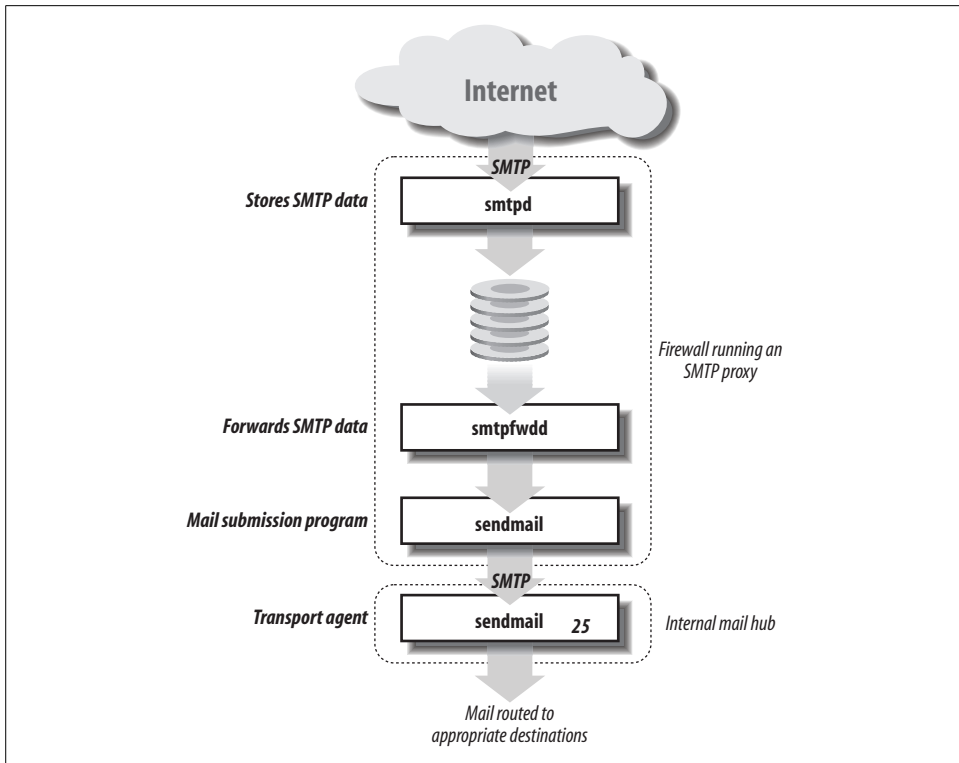 Internet
SMTP
Stores SMTP data
smtpd
Firewall running an
SMTP proxy
Forwards SMTP data
smtpfwdd
Mail submission program
sendmail
SMTP
Transport agent
sendmail 25
Internal mail hub
Mail routed to
appropriate destinations